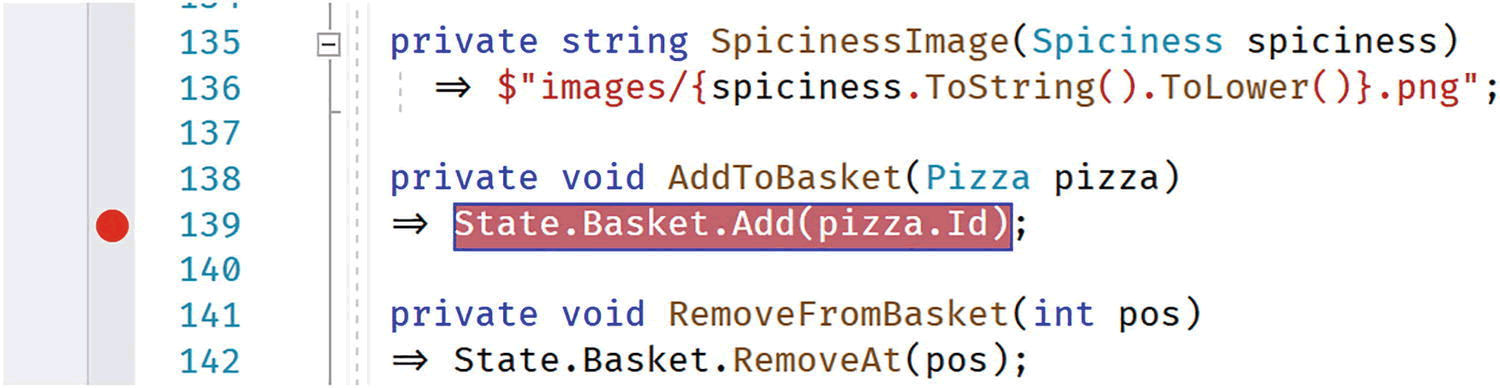 135 private string SpicinessImage(Spiciness spiciness)
136 => $"images/{spiciness.ToString().ToLower()}.png";
137
138 private void AddToBasket(Pizza pizza)
139 => State.Basket.Add(pizza.Id);
140
141 private void RemoveFromBasket(int pos)
142 => State.Basket.RemoveAt(pos);